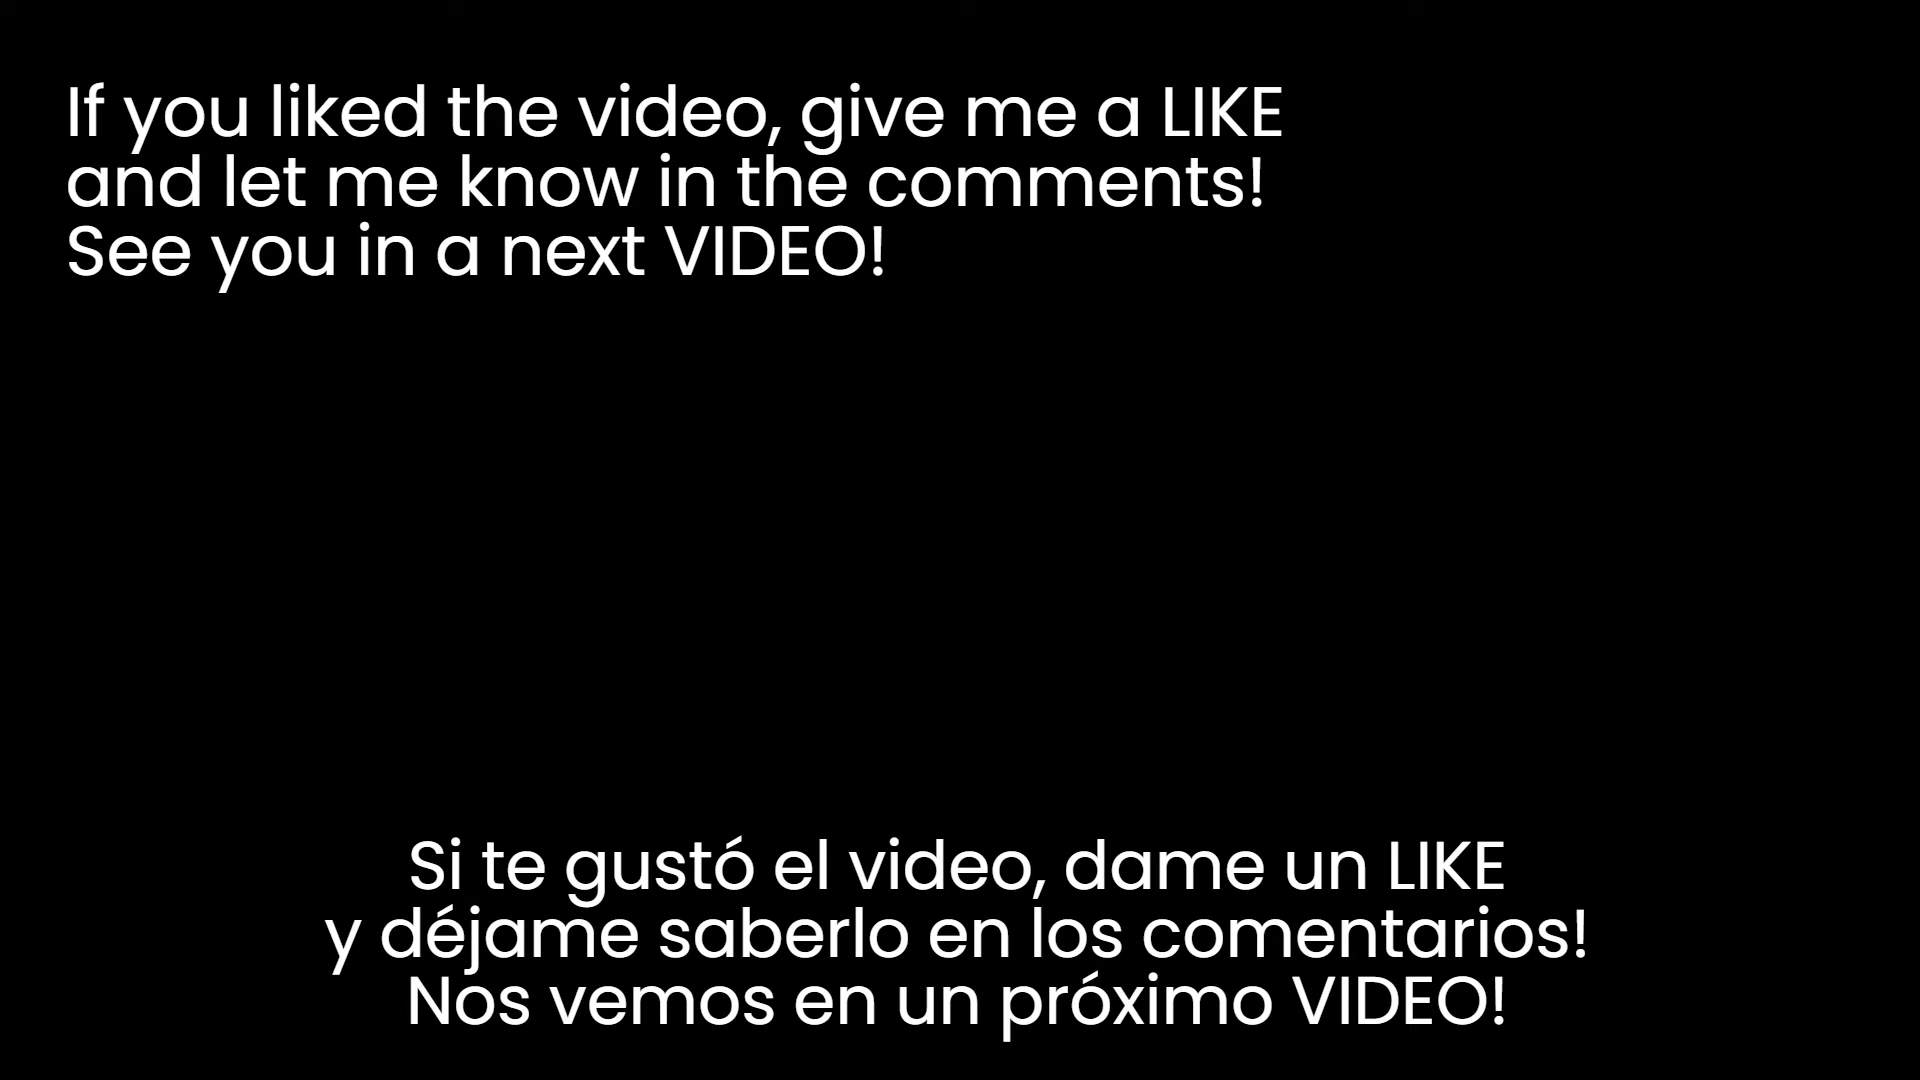 If you liked the video, give me a LIKE
and let me know in the comments!
See you in a next VIDEO!
Si te gustó el video, dame un LIKE
y déjame saberlo en los comentarios!
Nos vemos en un próximo VIDEO!